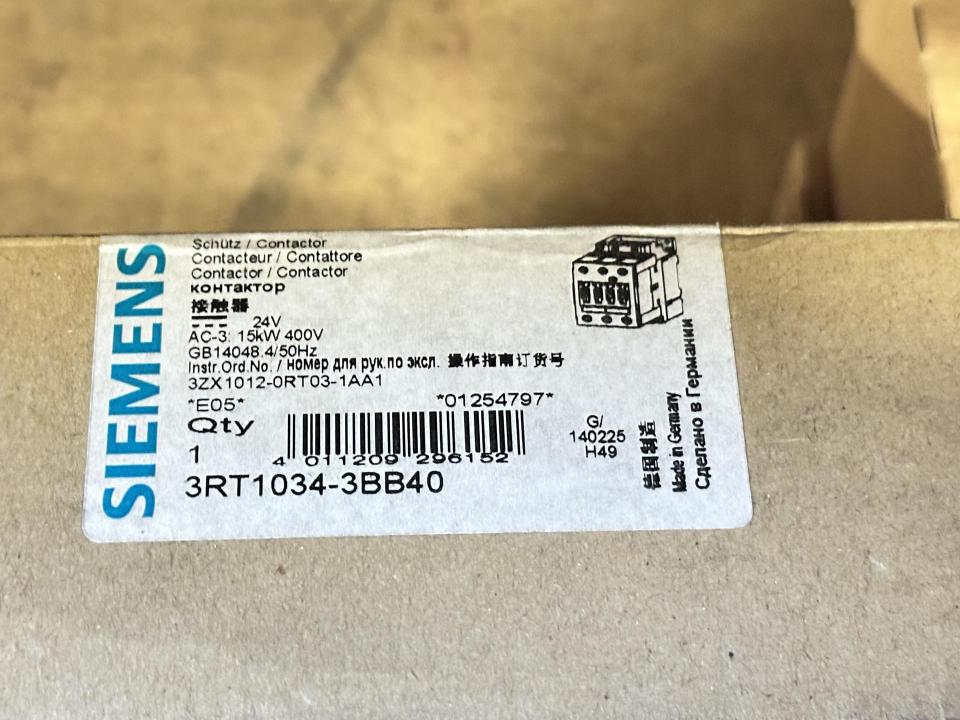 SIEMENS
Schütz / Contactor
Contacteur / Contattore
Contactor / Contactor
контактор
接触器
24V
AC-3: 15kW 400V
GB14048.4/50Hz
Instr.Ord.No. / номер для рук.по экспл. 操作指南订货号
3ZX1012-0RT03-1AA1
*E05*
*01254797*
Qty
1
4 011209 296152
3RT1034-3BB40
G/
140225
H49
德国制造
Made in Germany
Сделано в Германии